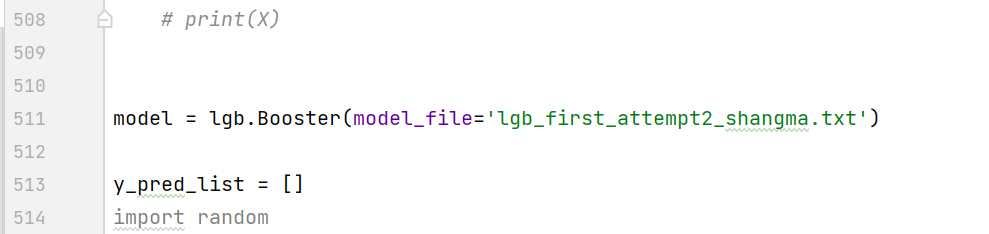 508 # print(X)
509
510
511 model = lgb.Booster(model_file='lgb_first_attempt2_shangma.txt')
512
513 y_pred_list = []
514 import random